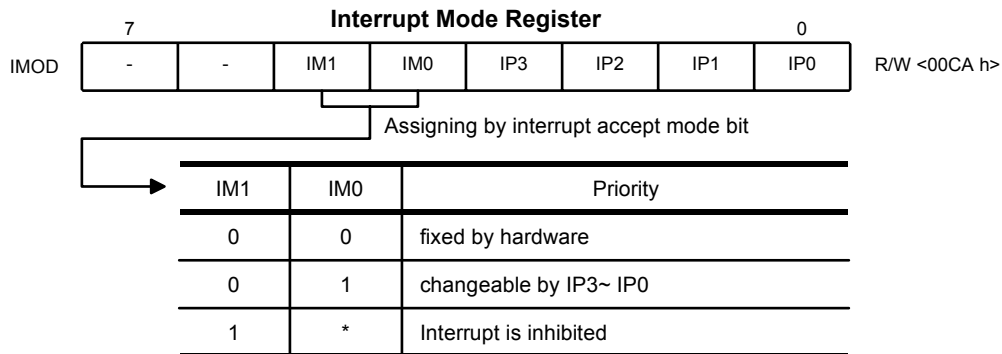 Interrupt Mode Register
7 0
IMOD - - IM1 IM0 IP3 IP2 IP1 IP0 R/W <00CA h>
Assigning by interrupt accept mode bit
IM1 IM0 Priority
0 0 fixed by hardware
0 1 changeable by IP3~ IP0
1 * Interrupt is inhibited